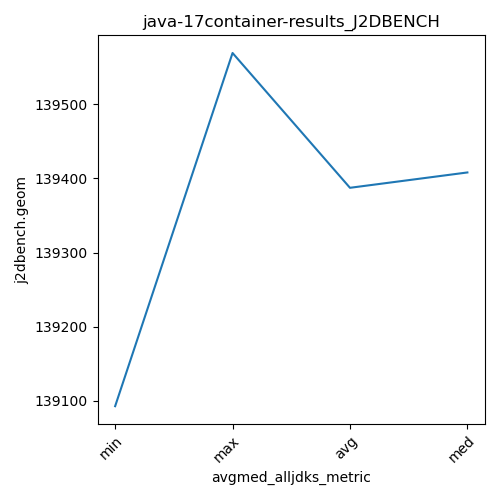 java-17container-results_J2DBENCH
139500
139400
139300
139200
139100
j2dbench.geom
min
max
avg
med
avgmed_alljdks_metric